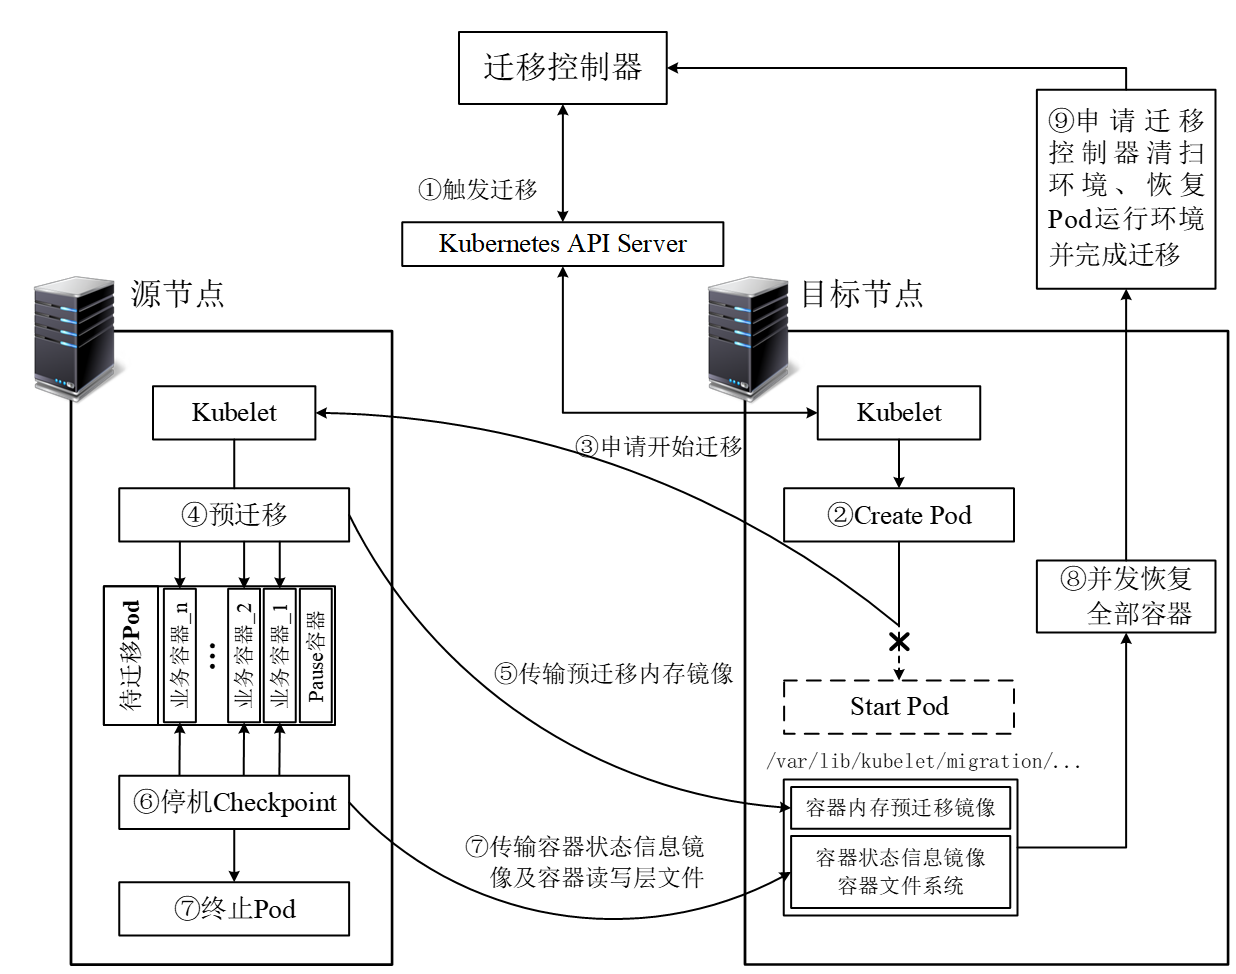 迁移控制器
⑨申请迁移
控制器清扫
环境、恢复
Pod运行环境
并完成迁移
①触发迁移
Kubernetes API Server
源节点
目标节点
Kubelet
Kubelet
③申请开始迁移
④预迁移
②Create Pod
待迁移Pod
业务容器_n
...
业务容器_2
业务容器_1
Pause容器
⑧并发恢复
全部容器
⑤传输预迁移内存镜像
Start Pod
/var/lib/kubelet/migration/...
⑥停机Checkpoint
容器内存预迁移镜像
⑦传输容器状态信息镜
像及容器读写层文件
容器状态信息镜像
容器文件系统
⑦终止Pod